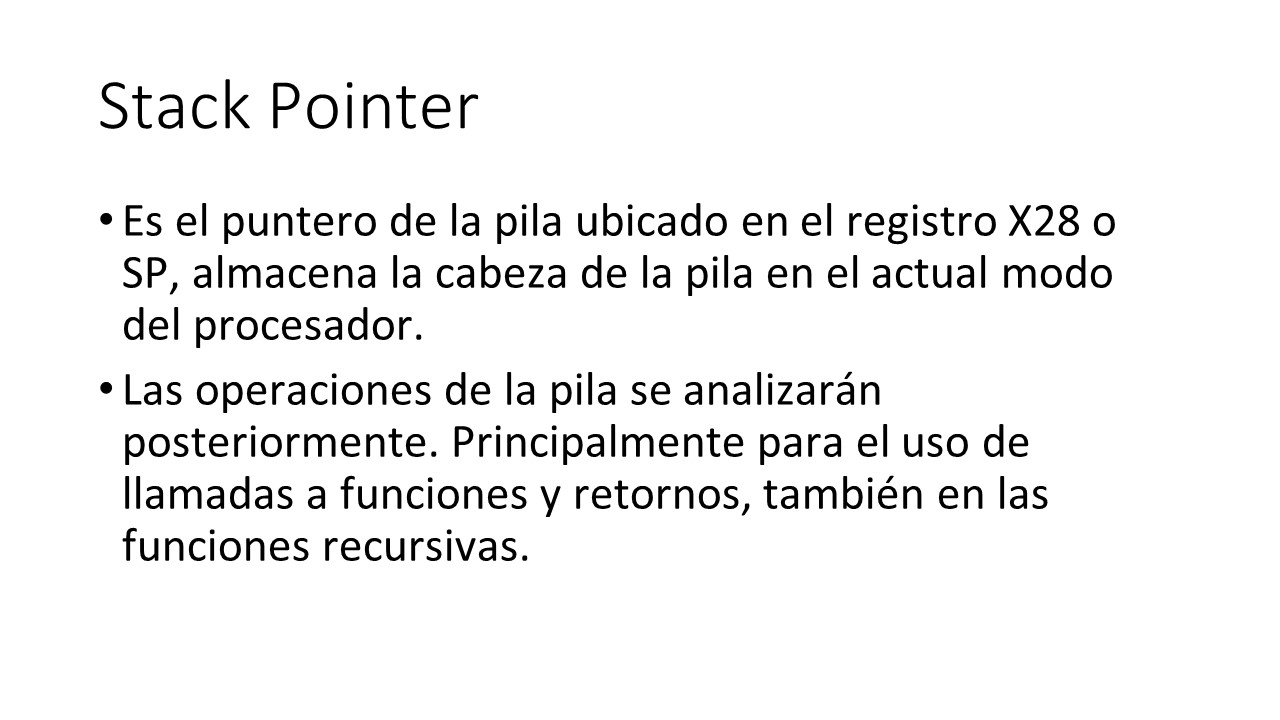 Stack Pointer
• Es el puntero de la pila ubicado en el registro X28 o
SP, almacena la cabeza de la pila en el actual modo
del procesador.
• Las operaciones de la pila se analizarán
posteriormente. Principalmente para el uso de
llamadas a funciones y retornos, también en las
funciones recursivas.